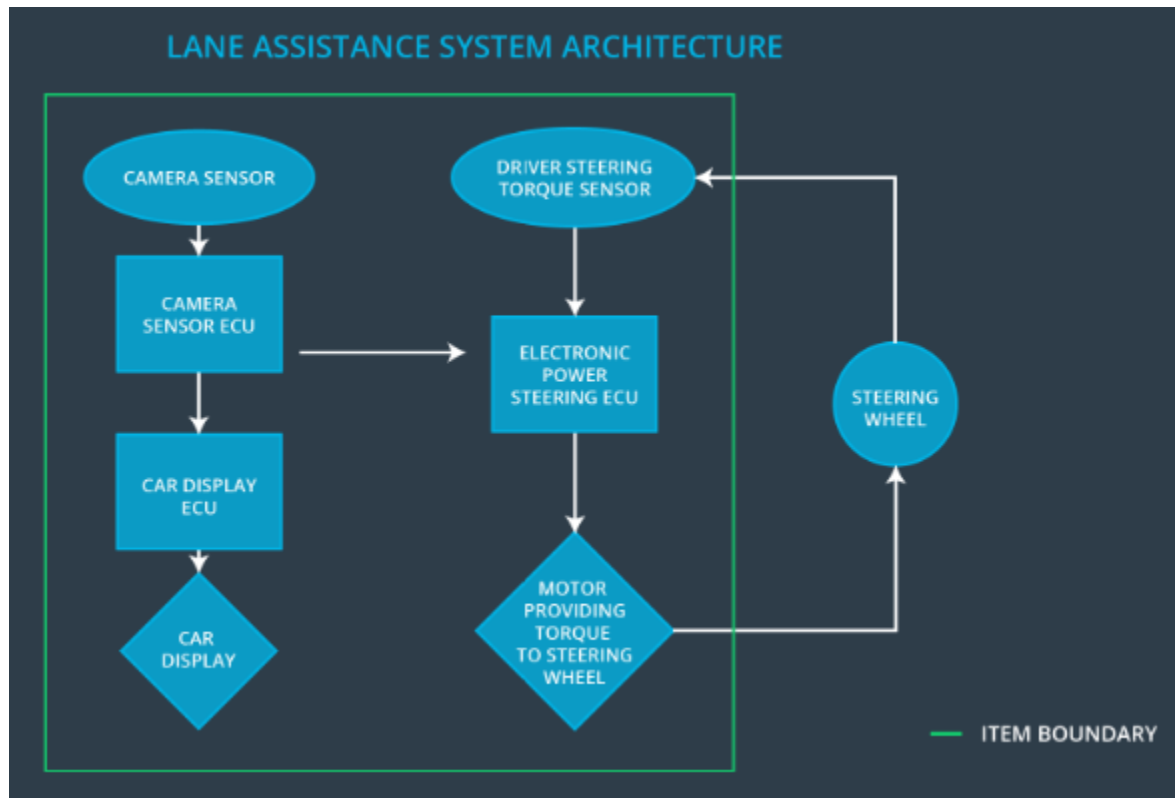 LANE ASSISTANCE SYSTEM ARCHITECTURE
CAMERA SENSOR
CAMERA
SENSOR ECU
CAR DISPLAY
ECU
CAR
DISPLAY
DRIVER STEERING
TORQUE SENSOR
ELECTRONIC
POWER
STEERING ECU
MOTOR
PROVIDING
TORQUE
TO STEERING
WHEEL
STEERING
WHEEL
ITEM BOUNDARY